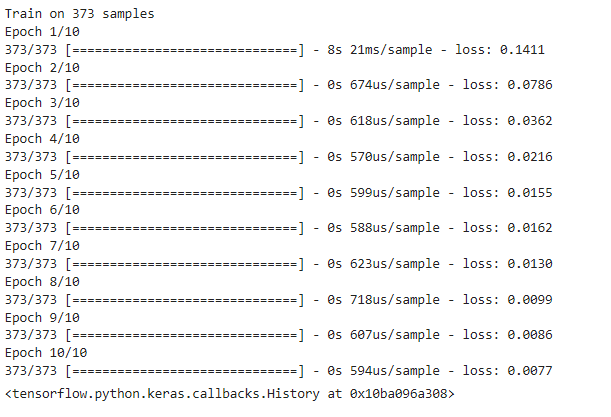 Train on 373 samples
Epoch 1/10
373/373 [==============================] - 8s 21ms/sample - loss: 0.1411
Epoch 2/10
373/373 [==============================] - 0s 674us/sample - loss: 0.0786
Epoch 3/10
373/373 [==============================] - 0s 618us/sample - loss: 0.0362
Epoch 4/10
373/373 [==============================] - 0s 570us/sample - loss: 0.0216
Epoch 5/10
373/373 [==============================] - 0s 599us/sample - loss: 0.0155
Epoch 6/10
373/373 [==============================] - 0s 588us/sample - loss: 0.0162
Epoch 7/10
373/373 [==============================] - 0s 623us/sample - loss: 0.0130
Epoch 8/10
373/373 [==============================] - 0s 718us/sample - loss: 0.0099
Epoch 9/10
373/373 [==============================] - 0s 607us/sample - loss: 0.0086
Epoch 10/10
373/373 [==============================] - 0s 594us/sample - loss: 0.0077
<tensorflow.python.keras.callbacks.History at 0x10ba096a308>